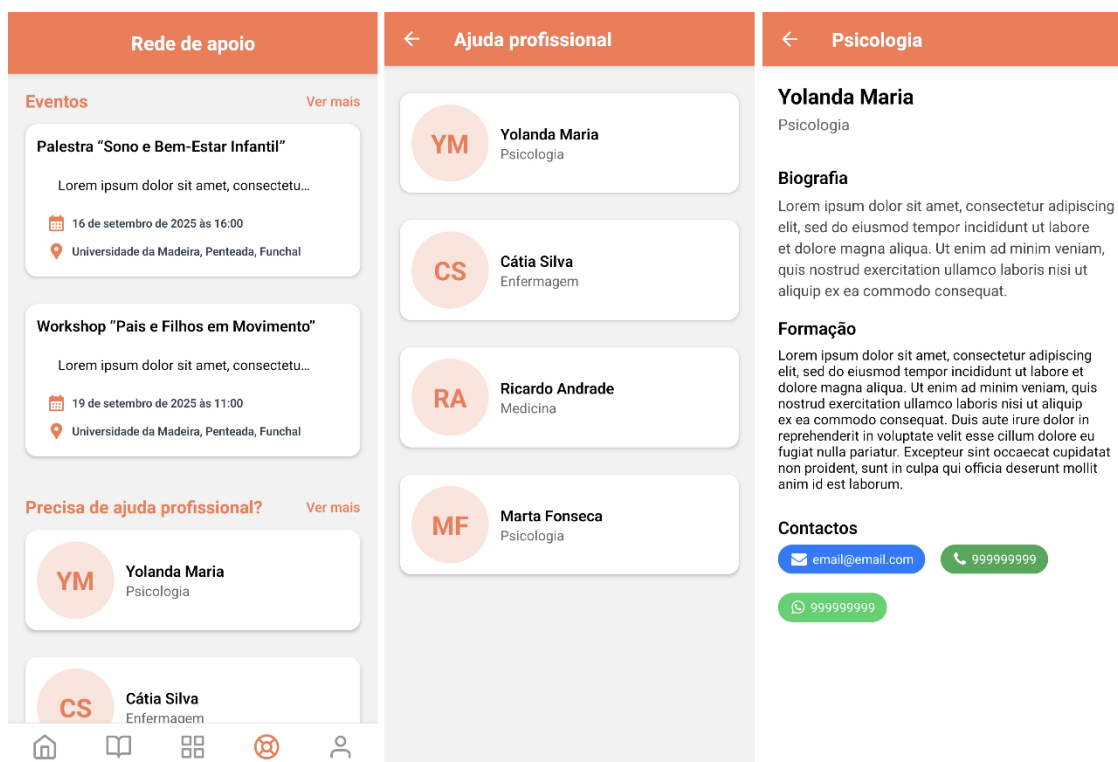 Rede de apoio
Eventos
Ver mais
Palestra “Sono e Bem-Estar Infantil”
Lorem ipsum dolor sit amet, consectetu...
16 de setembro de 2025 às 16:00
Universidade da Madeira, Penteada, Funchal
Workshop “Pais e Filhos em Movimento”
Lorem ipsum dolor sit amet, consectetu...
19 de setembro de 2025 às 11:00
Universidade da Madeira, Penteada, Funchal
Precisa de ajuda profissional?
Ver mais
YM
Yolanda Maria
Psicologia
CS
Cátia Silva
Enfermagem
Ajuda profissional
YM
Yolanda Maria
Psicologia
CS
Cátia Silva
Enfermagem
RA
Ricardo Andrade
Medicina
MF
Marta Fonseca
Psicologia
Psicologia
Yolanda Maria
Psicologia
Biografia
Lorem ipsum dolor sit amet, consectetur adipiscing
elit, sed do eiusmod tempor incididunt ut labore
et dolore magna aliqua. Ut enim ad minim veniam,
quis nostrud exercitation ullamco laboris nisi ut
aliquip ex ea commodo consequat.
Formação
Lorem ipsum dolor sit amet, consectetur adipiscing
elit, sed do eiusmod tempor incididunt ut labore et
dolore magna aliqua. Ut enim ad minim veniam, quis
nostrud exercitation ullamco laboris nisi ut aliquip
ex ea commodo consequat. Duis aute irure dolor in
reprehenderit in voluptate velit esse cillum dolore eu
fugiat nulla pariatur. Excepteur sint occaecat cupidatat
non proident, sunt in culpa qui officia deserunt mollit
anim id est laborum.
Contactos
email@email.com
999999999
999999999